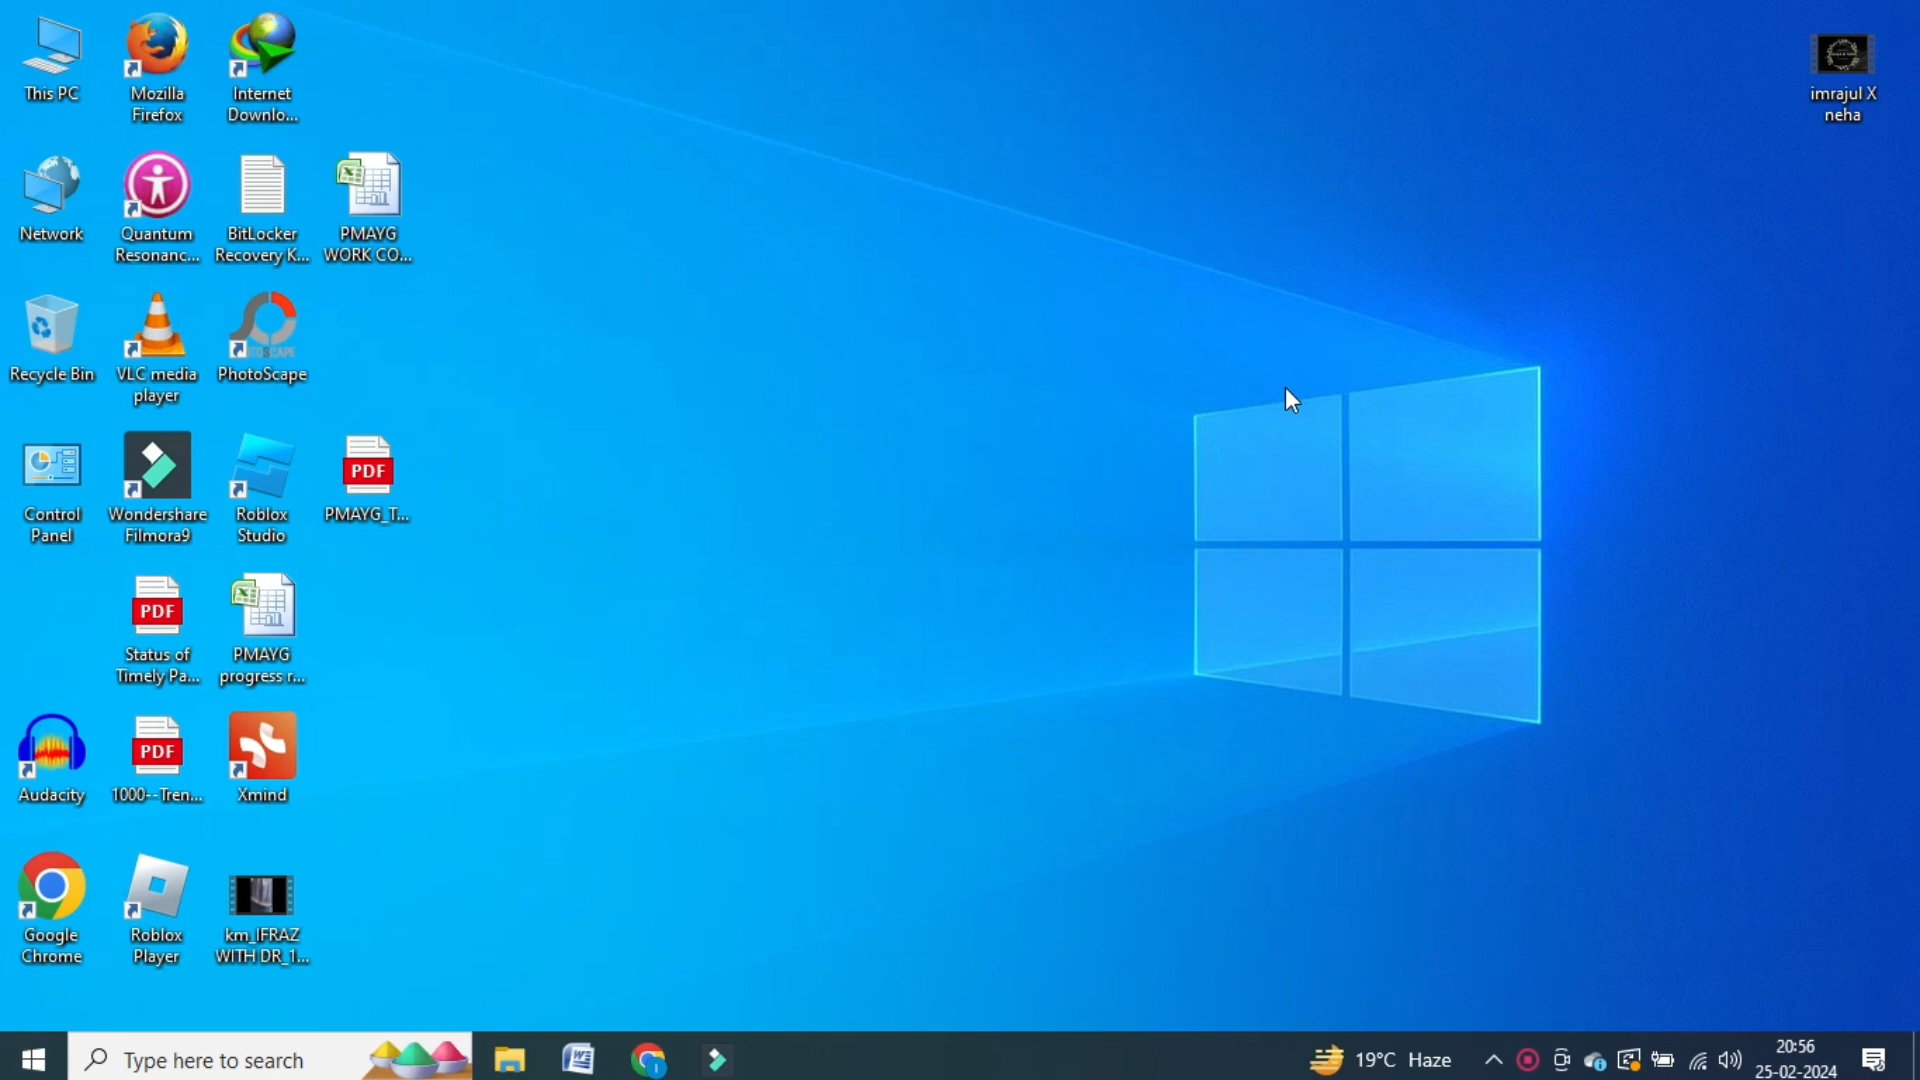 This PC
Mozilla
Firefox
Internet
Downlo...
imrajul X
neha
Network
Quantum
Resonanc...
BitLocker
Recovery K...
PMAYG
WORK CO...
Recycle Bin
VLC media
player
PhotoScape
Control
Panel
Wondershare
Filmora9
Roblox
Studio
PDF
PMAYG_T...
PDF
Status of
Timely Pa...
PMAYG
progress r...
Audacity
PDF
1000--Tren...
Xmind
Google
Chrome
Roblox
Player
km_IFRAZ
WITH DR_1...
Type here to search
19°C Haze
20:56
25-02-2024